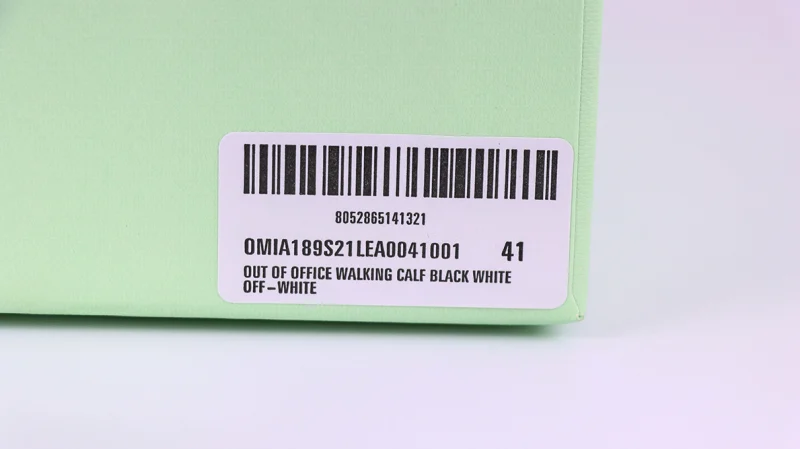 8052865141321
OMIA189S21LEA0041001 41
OUT OF OFFICE WALKING CALF BLACK WHITE
OFF-WHITE